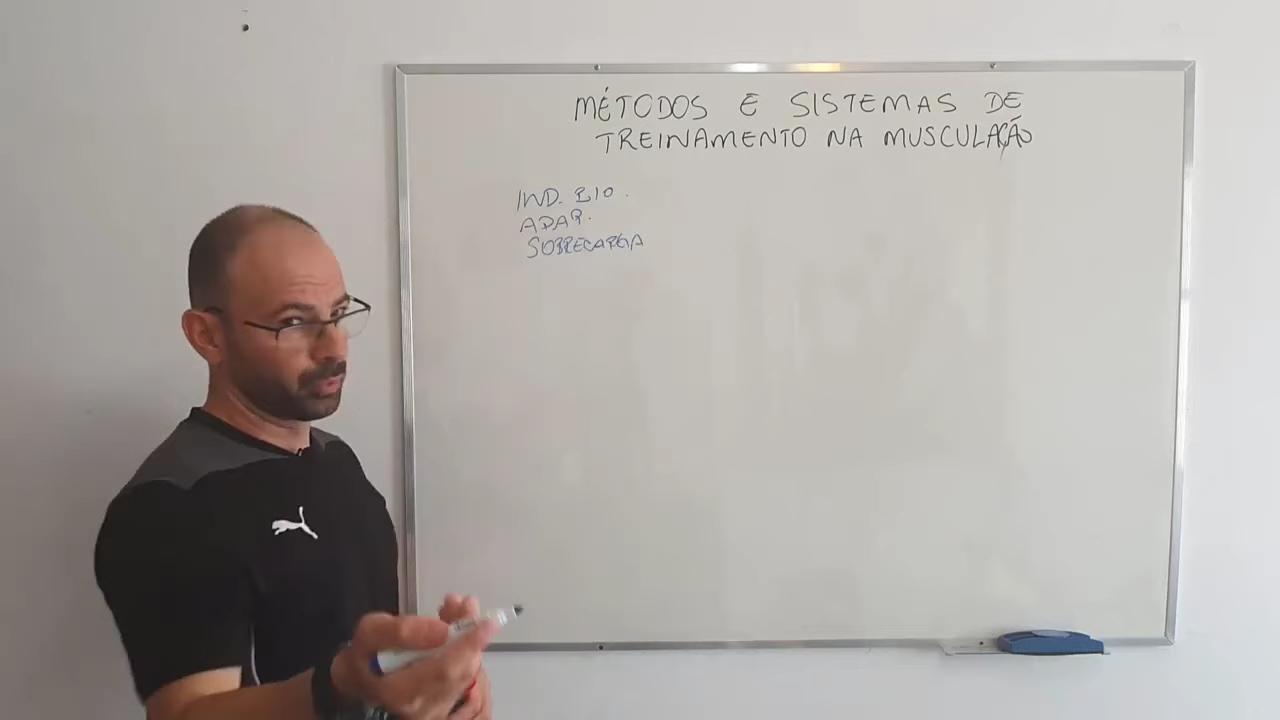 MÉTODOS E SISTEMAS DE
TREINAMENTO NA MUSCULAÇÃO
IND. BIO.
ADAP.
SOBRECARGA